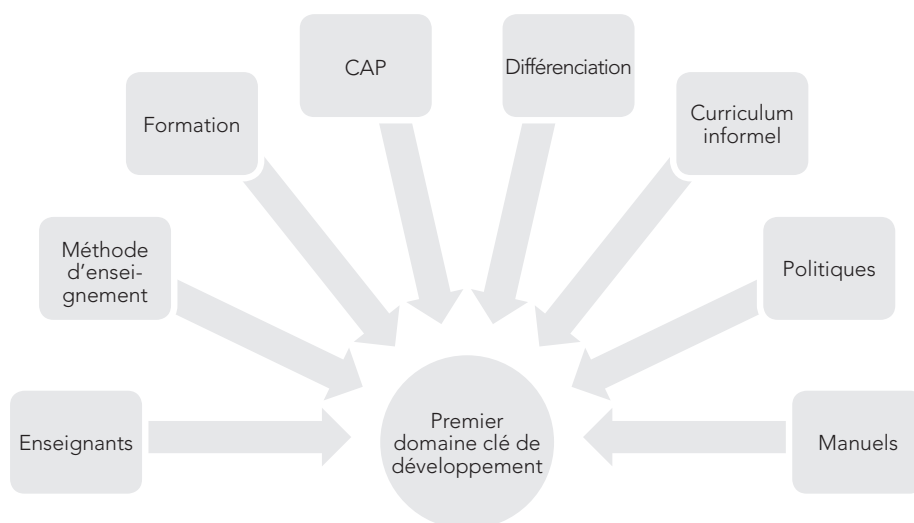 CAP
Différenciation
Formation
Curriculum
informel
Méthode
d'ensei-
gnement
Politiques
Enseignants
Premier
domaine clé de
développement
Manuels